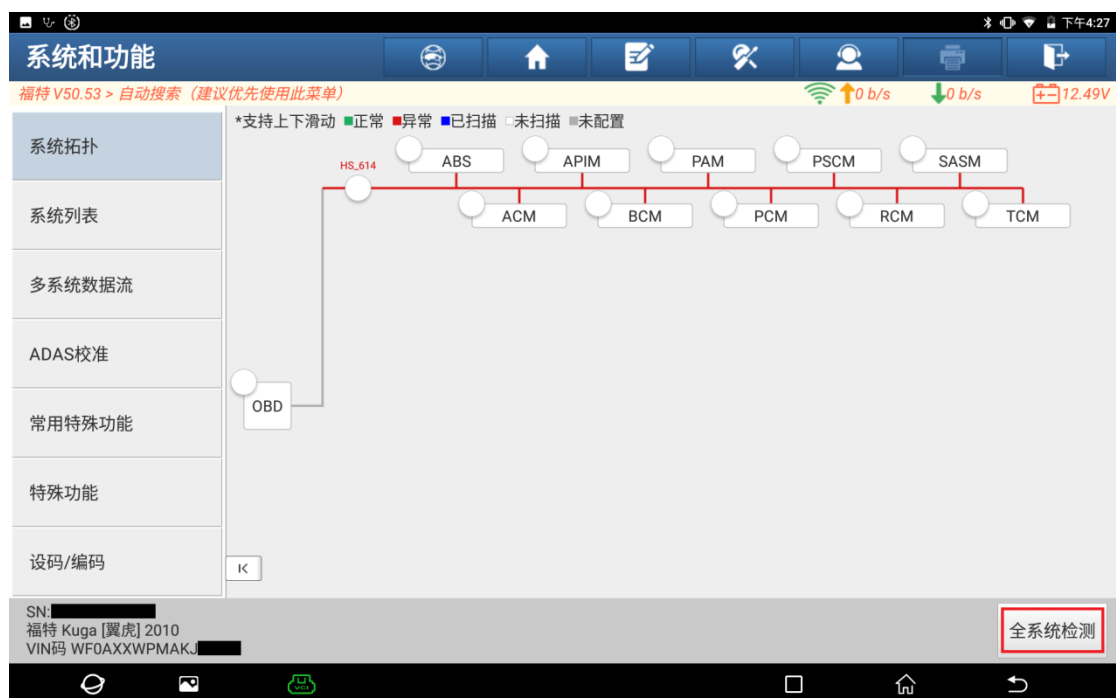 下午4:27
系统和功能
福特 V50.53 > 自动搜索（建议优先使用此菜单）
0 b/s
0 b/s
12.49V
系统拓扑
系统列表
多系统数据流
ADAS校准
常用特殊功能
特殊功能
设码/编码
*支持上下滑动 正常 异常 已扫描 未扫描 未配置
HS_614
ABS
APIM
PAM
PSCM
SASM
ACM
BCM
PCM
RCM
TCM
OBD
SN:
福特 Kuga [翼虎] 2010
VIN码 WF0AXXWPMAKJ
全系统检测
VCI